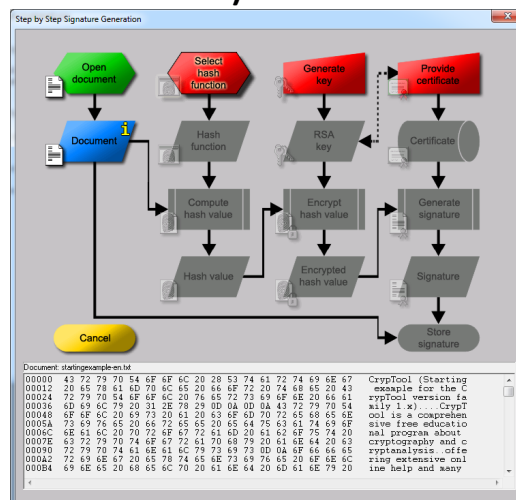 Step by Step Signature Generation
Open
document
Select
hash
function
Generate
key
Provide
certificate
Document
i
Hash
function
RSA
key
Certificate
Compute
hash value
Encrypt
hash value
Generate
signature
Hash value
Encrypted
hash value
Signature
Cancel
Store
signature
Document: startingexample-en.txt
00000 43 72 79 70 54 6F 6F 6C 20 28 53 74 61 72 74 69 6E 67 CrypTool (Starting
00012 20 65 78 61 6D 70 6C 65 20 66 6F 72 20 74 68 65 20 43 example for the C
00024 72 79 70 54 6F 6F 6C 20 76 65 72 73 69 6F 6E 20 66 61 rypTool version fa
00036 6D 69 6C 79 20 31 2E 78 29 0D 0A 0D 0A 43 72 79 70 54 mily 1.x)....CrypT
00048 6F 6F 6C 20 69 73 20 61 20 63 6F 6D 70 72 65 68 65 6E ool is a comprehen
0005A 73 69 76 65 20 66 72 65 65 20 65 64 75 63 61 74 69 6F sive free educatio
0006C 6E 61 6C 20 70 72 6F 67 72 61 6D 20 61 62 6F 75 74 20 nal program about
0007E 63 72 79 70 74 6F 67 72 61 70 68 79 20 61 6E 64 20 63 cryptography and c
00090 72 79 70 74 61 6E 61 6C 79 73 69 73 0D 0A 6F 66 66 65 ryptanalysis..offe
000A2 72 69 6E 67 20 65 78 74 65 6E 73 69 76 65 20 6F 6E 6C ring extensive onl
000B4 69 6E 65 20 68 65 6C 70 20 61 6E 64 20 6D 61 6E 79 20 ine help and many